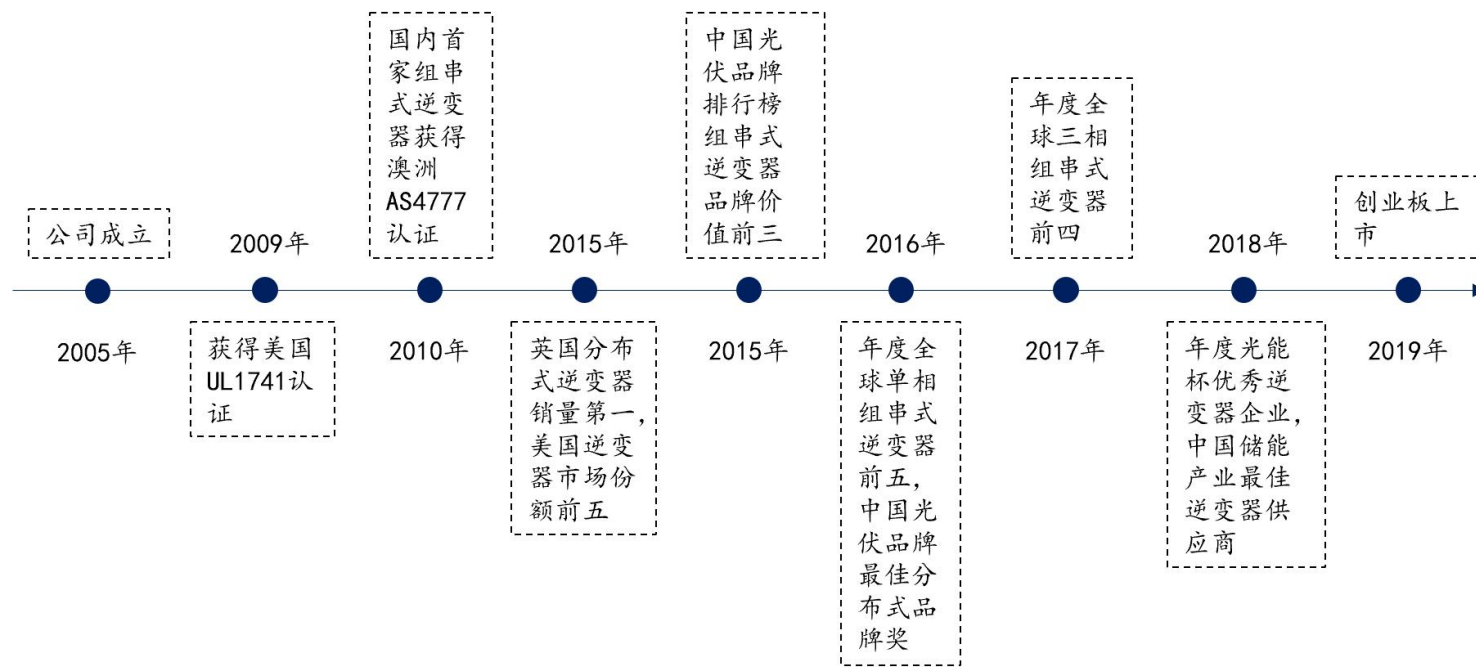 公司成立
2005年
2009年
获得美国
UL1741认
证
国内首
家组串
式逆变
器获得
澳洲
AS4777
认证
2010年
2015年
英国分布
式逆变器
销量第一，
美国逆变
器市场份
额前五
中国光
伏品牌
排行榜
组串式
逆变器
品牌价
值前三
2015年
2016年
年度全
球单相
组串式
逆变器
前五，
中国光
伏品牌
最佳分
布式品
牌奖
年度全
球三相
组串式
逆变器
前四
2017年
2018年
年度光能
杯优秀逆
变器企业，
中国储能
产业最佳
逆变器供
应商
创业板上
市
2019年